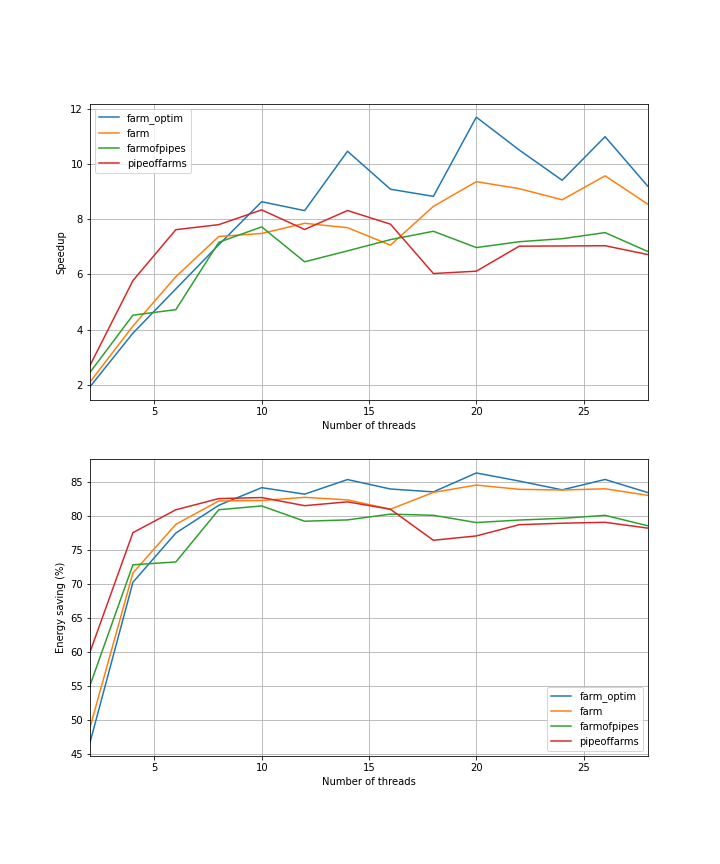 12
10
8
6
4
2
Speedup
farm_optim
farm
farmofpipes
pipeoffarms
5
10
15
20
25
Number of threads
85
80
75
70
65
60
55
50
45
Energy saving (%)
farm_optim
farm
farmofpipes
pipeoffarms
5
10
15
20
25
Number of threads